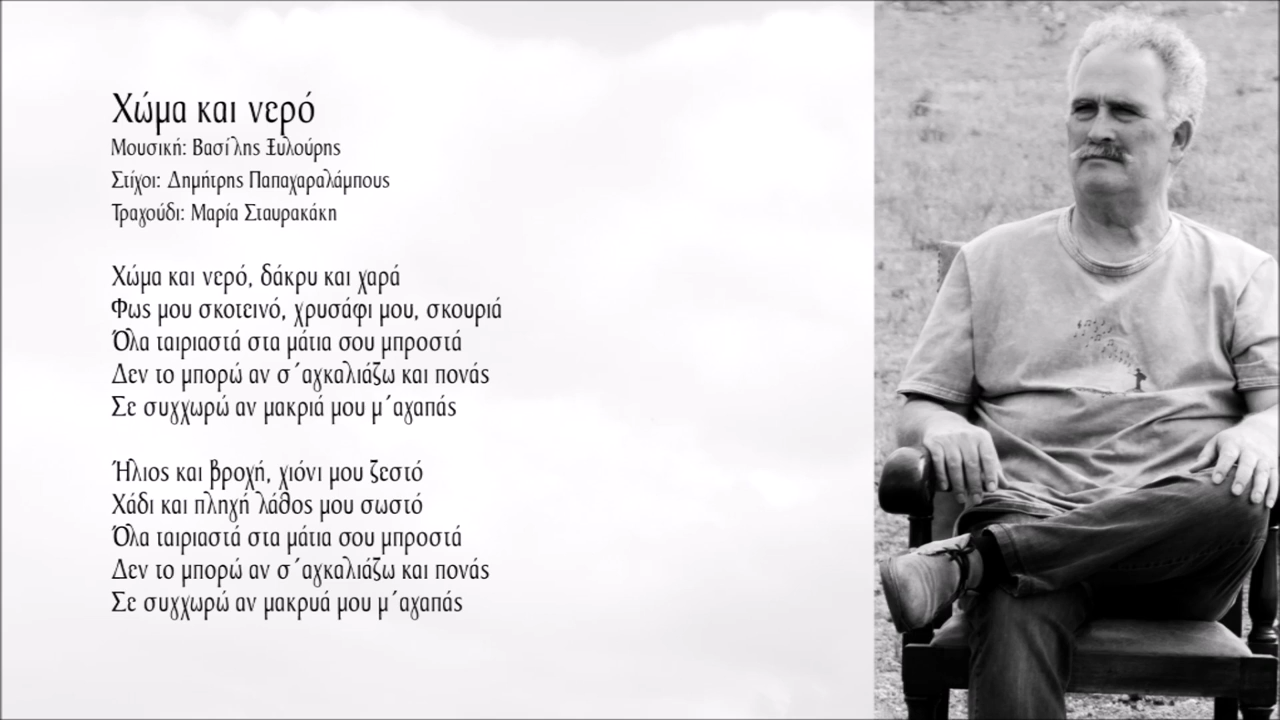 Χώμα και νερό
Μουσική: Βασίλης Ξυλούρης
Στίχοι: Δημήτρης Παπαχαραλάμπους
Τραγούδι: Μαρία Σταυρακάκη
Χώμα και νερό, δάκρυ και χαρά
Φως μου σκοτεινό, χρυσάφι μου, σκουριά
Όλα ταιριαστά στα μάτια σου μπροστά
Δεν το μπορώ αν σ΄αγκαλιάζω και πονάς
Σε συγχωρώ αν μακριά μου μ΄αγαπάς
Ήλιος και βροχή, χιόνι μου ζεστό
Χάδι και πληγή λάθος μου σωστό
Όλα ταιριαστά στα μάτια σου μπροστά
Δεν το μπορώ αν σ΄αγκαλιάζω και πονάς
Σε συγχωρώ αν μακρυά μου μ΄αγαπάς